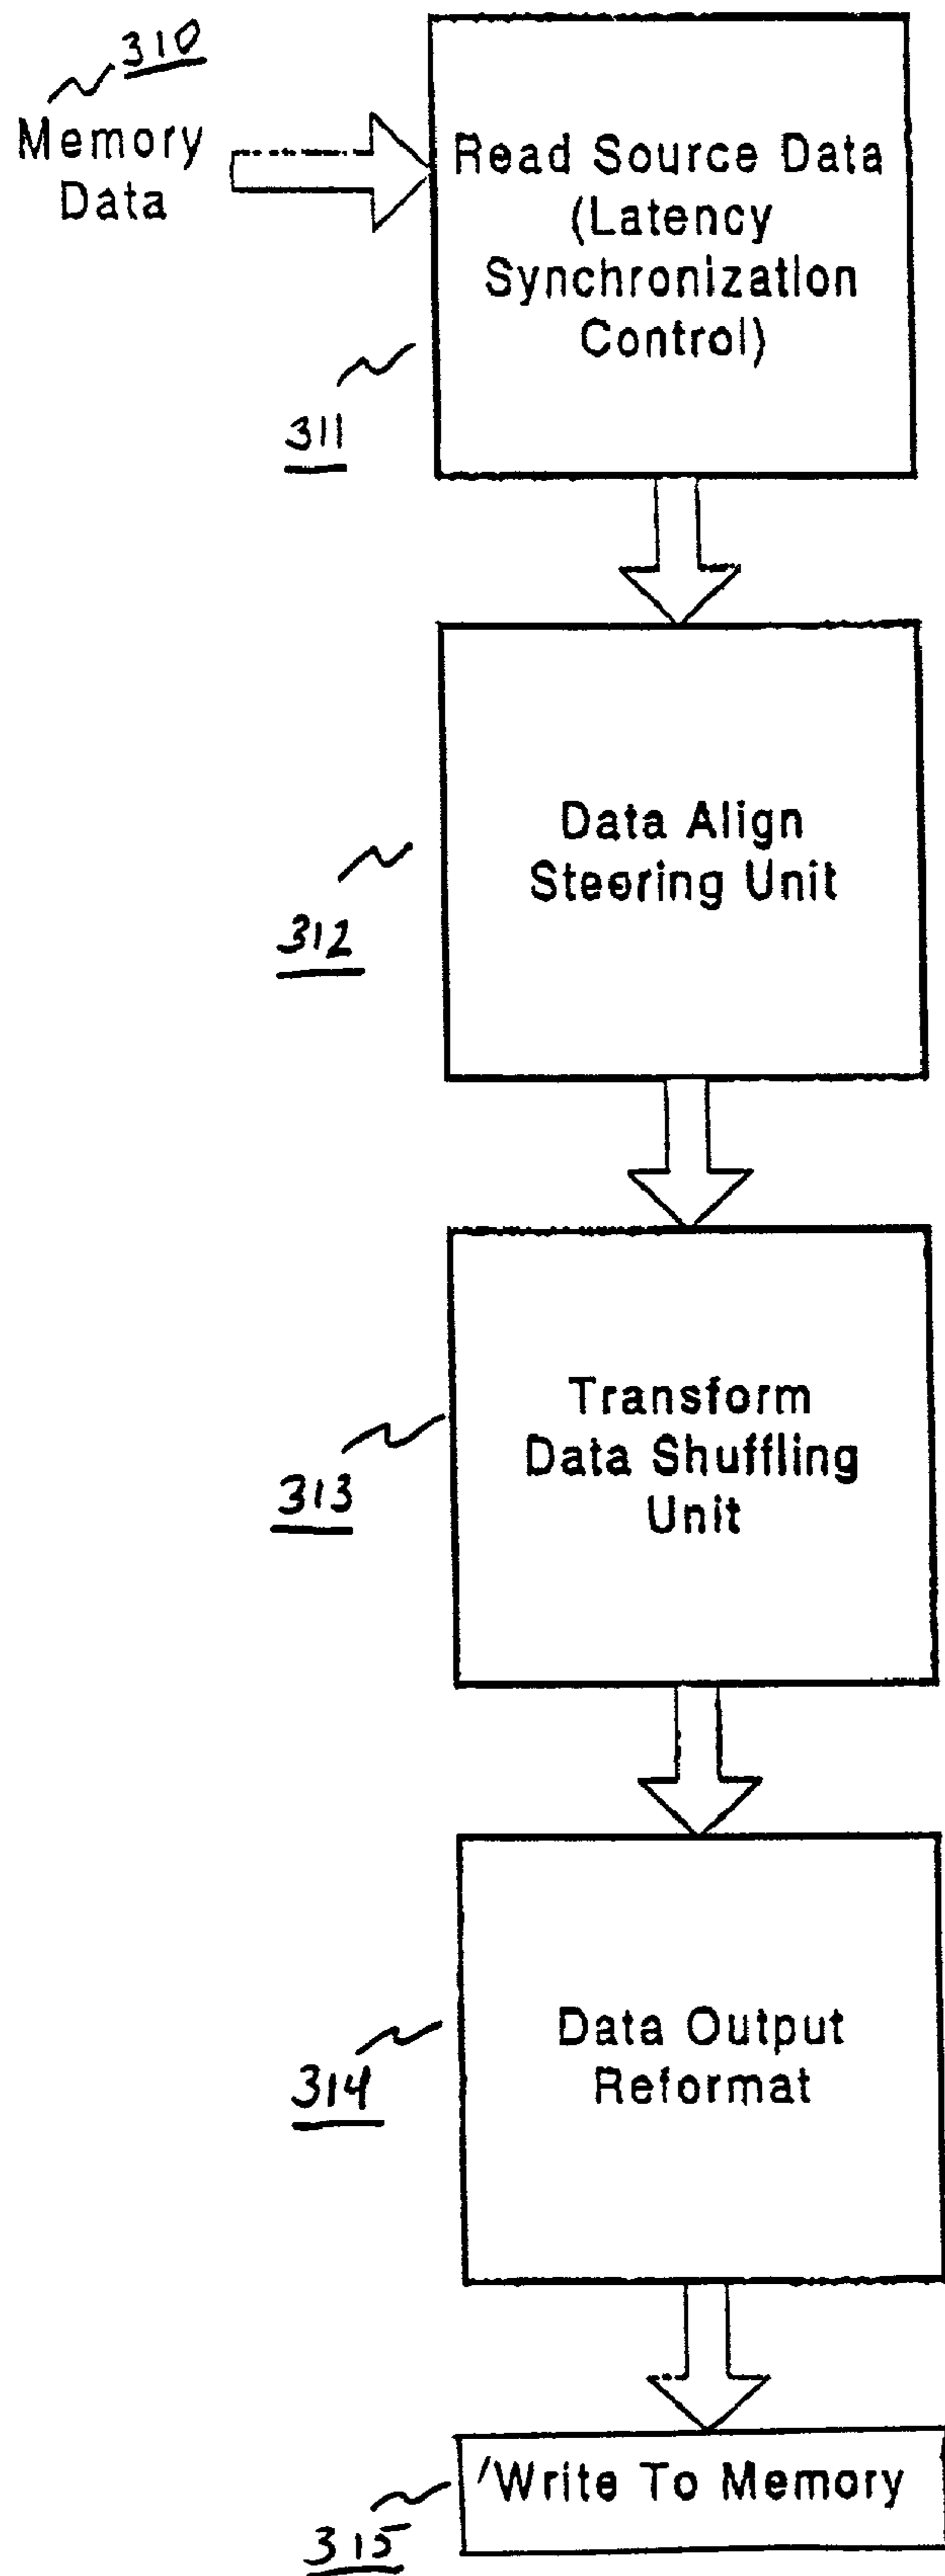 310
Memory
Data
Read Source Data
(Latency
Synchronization
Control)
311
Data Align
Steering Unit
312
Transform
Data Shuffling
Unit
313
Data Output
Reformat
314
Write To Memory
315